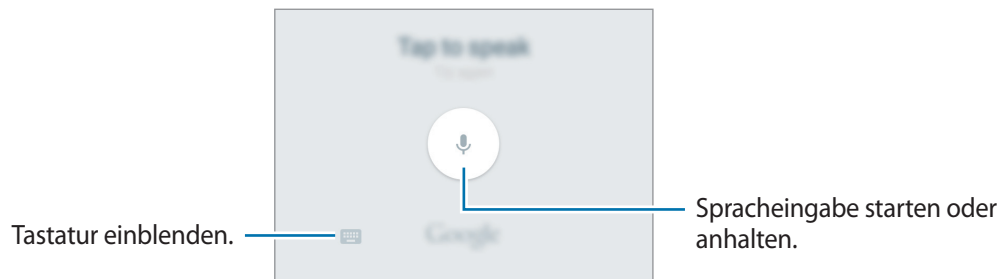 Tap to speak
Tastatur einblenden.
Google
Spracheingabe starten oder
anhalten.